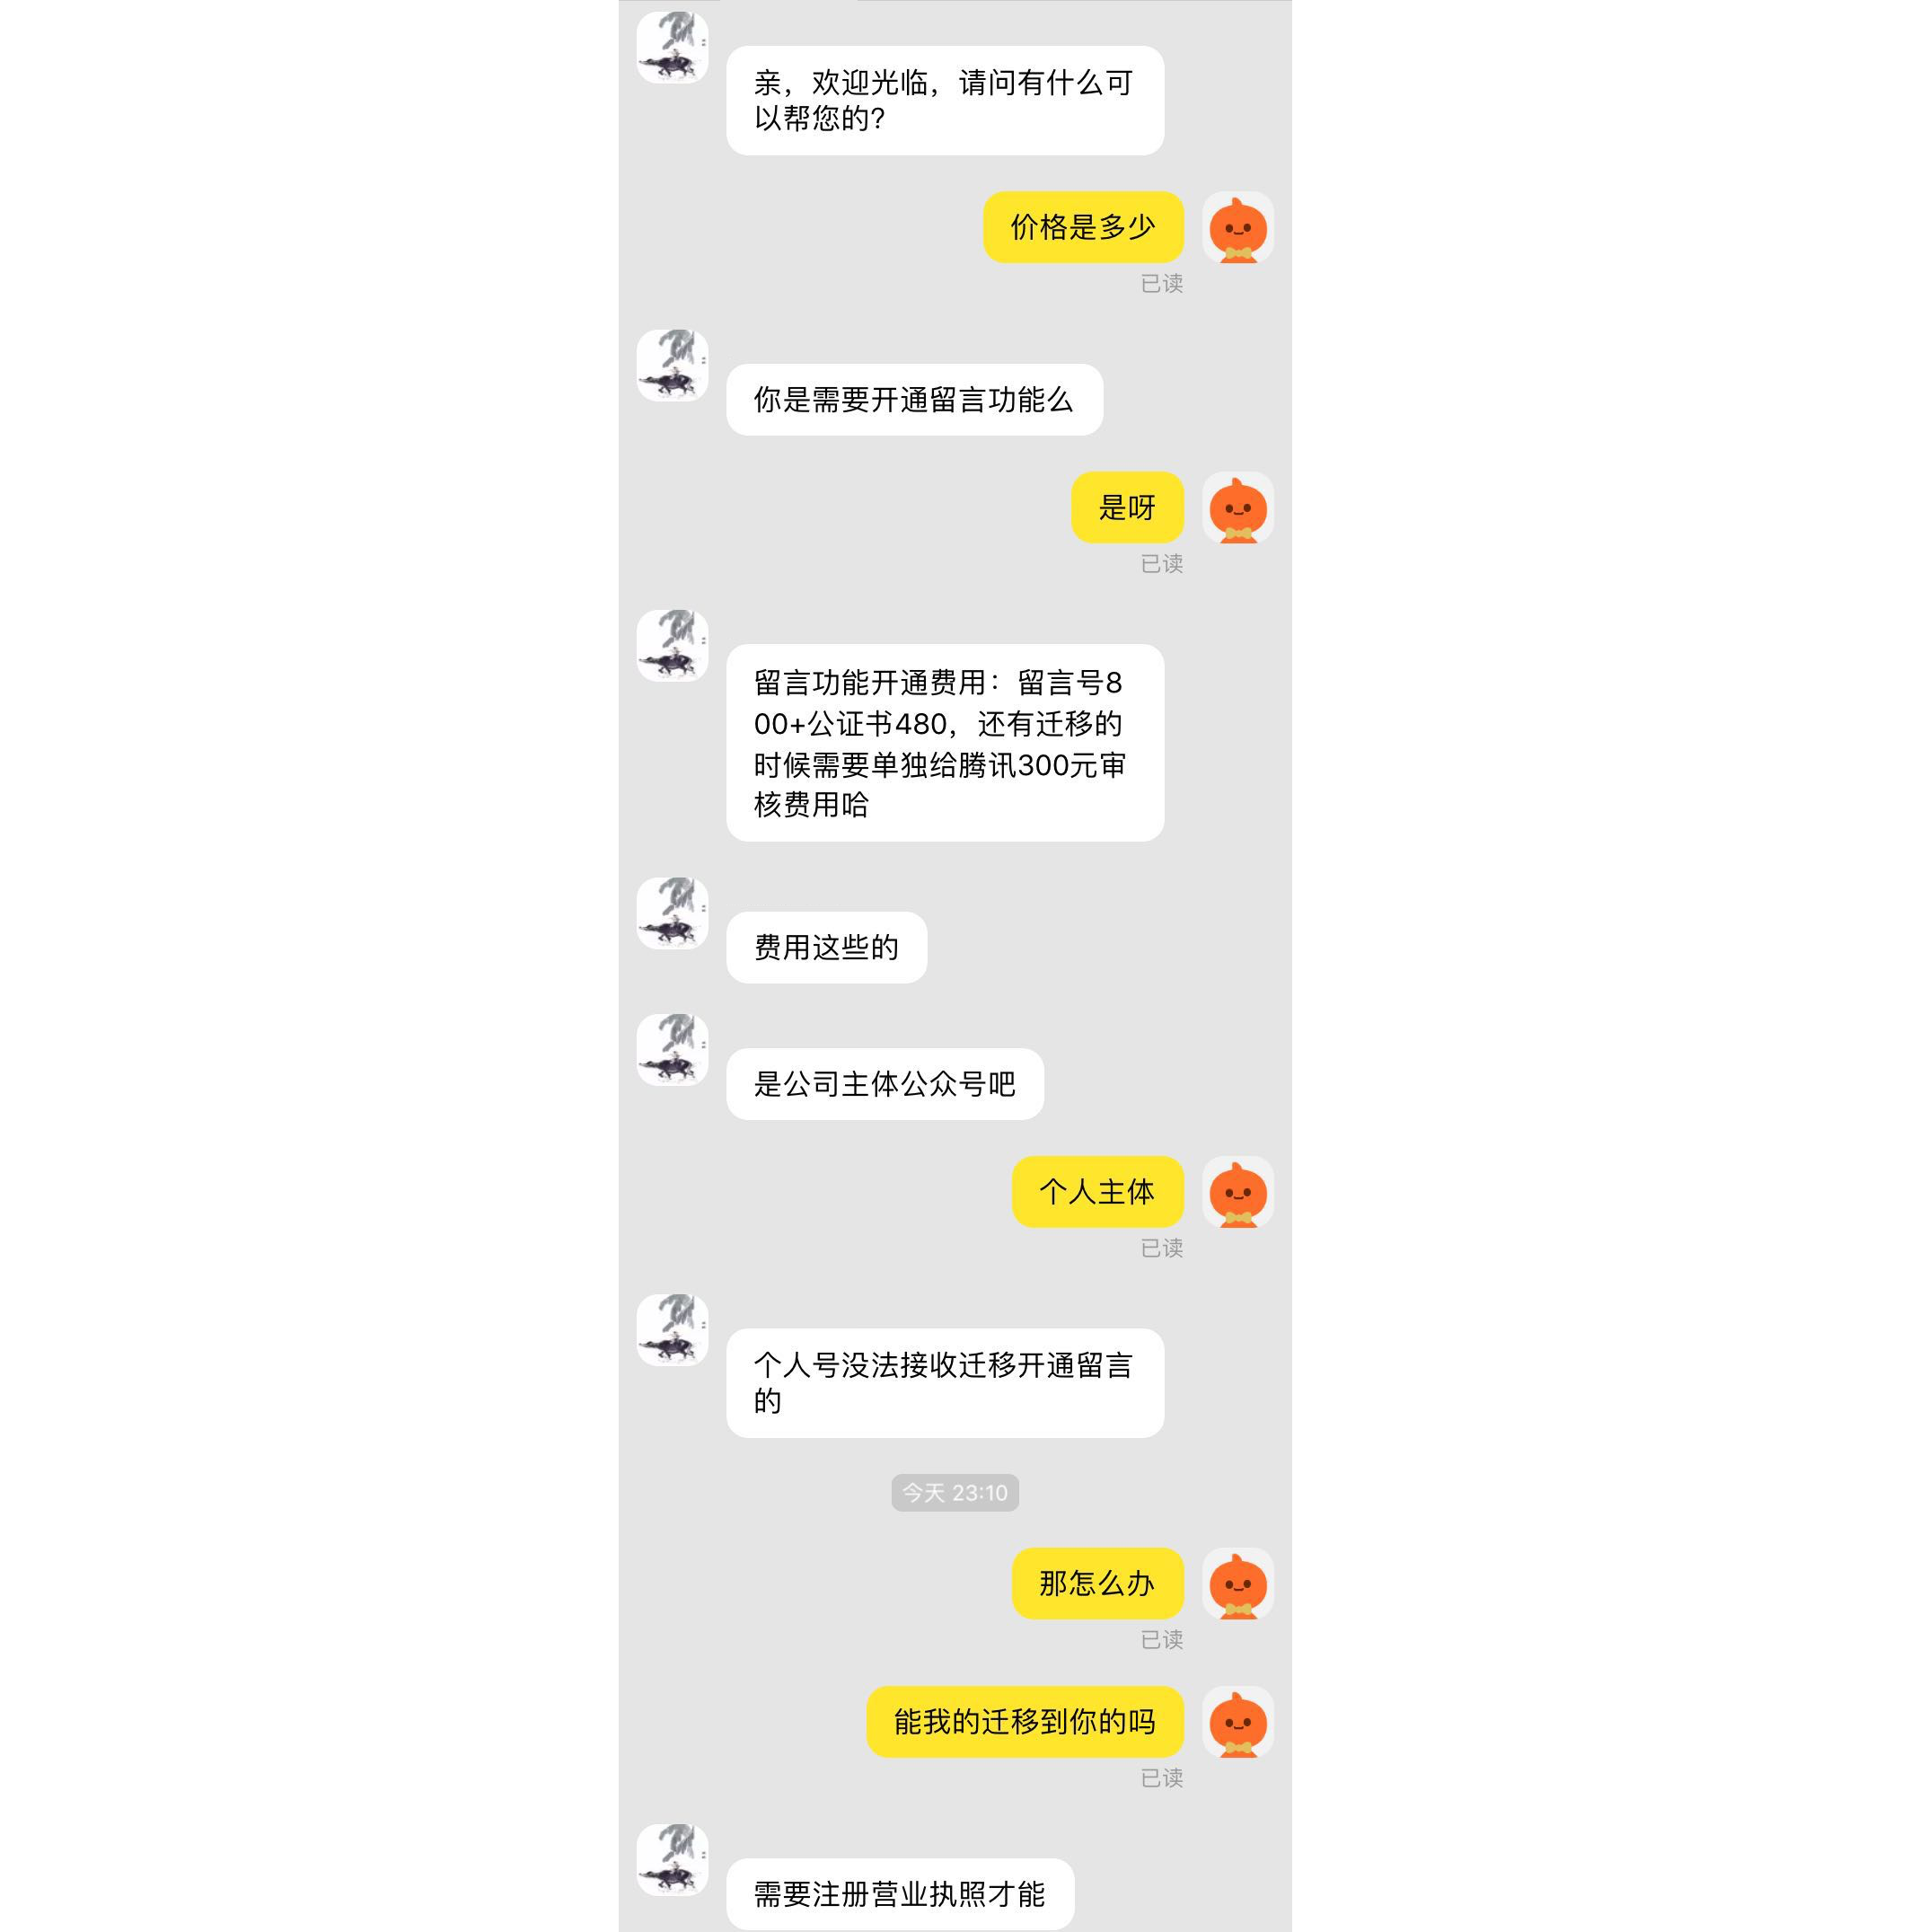 亲，欢迎光临，请问有什么可
以帮您的?
价格是多少
已读
你是需要开通留言功能么
是呀
已读
留言功能开通费用：留言号8
00+公证书480，还有迁移的
时候需要单独给腾讯300元审
核费用哈
费用这些的
是公司主体公众号吧
个人主体
已读
个人号没法接收迁移开通留言
的
今天 23:10
那怎么办
已读
能我的迁移到你的吗
已读
需要注册营业执照才能